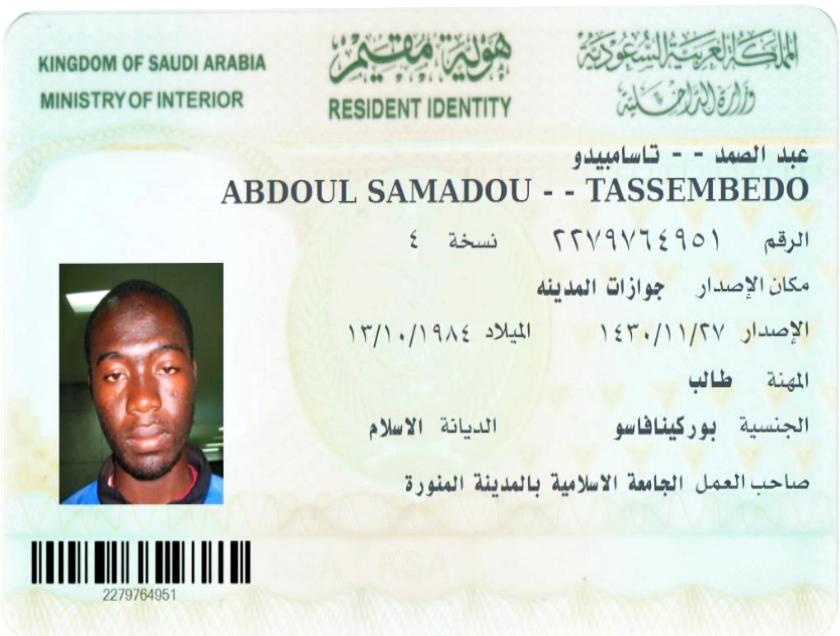 KINGDOM OF SAUDI ARABIA
MINISTRY OF INTERIOR
هوية مقيم
RESIDENT IDENTITY
المملكة العربية السعودية
وزارة الداخلية
عبد الصمد - - تاسامبيدو
ABDOUL SAMADOU - - TASSEMBEDO
الرقم ٢٢٧٩٧٦٤٩٥١ نسخة ٤
مكان الإصدار جوازات المدينه
الإصدار ١٤٣٠/١١/٢٧ الميلاد ١٣/١٠/١٩٨٤
المهنة طالب
الجنسية بوركينافاسو الديانة الاسلام
صاحب العمل الجامعة الاسلامية بالمدينة المنورة
KSA
2279764951